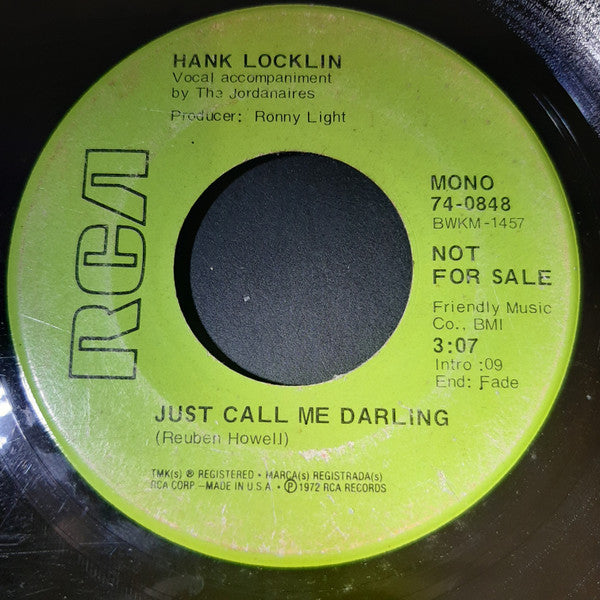 HANK LOCKLIN
Vocal accompaniment
by The Jordanaires
Producer: Ronny Light
RCA
MONO
74-0848
BWKM-1457
NOT
FOR SALE
Friendly Music
Co., BMI
3:07
Intro :09
End: Fade
JUST CALL ME DARLING
(Reuben Howell)
TMK(s) ® REGISTERED • MARCA(s) REGISTRADA(s)
RCA CORP.—MADE IN U.S.A. • ℗ 1972 RCA RECORDS